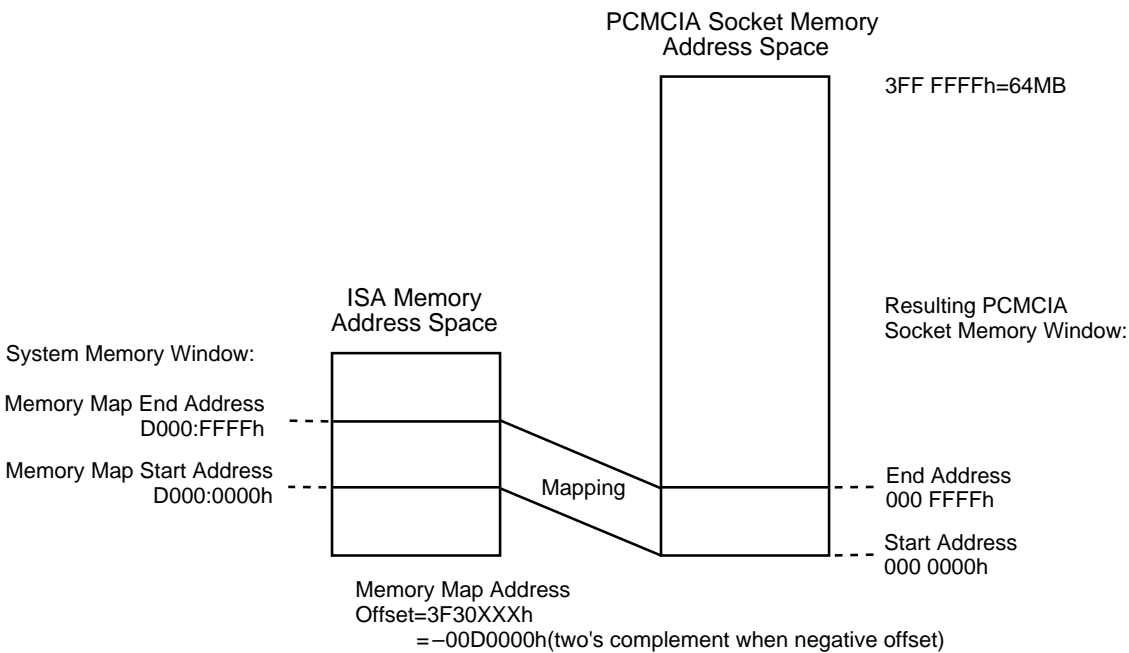 PCMCIA Socket Memory
Address Space
3FF FFFFh=64MB
ISA Memory
Address Space
Resulting PCMCIA
Socket Memory Window:
System Memory Window:
Memory Map End Address
D000:FFFFh
Memory Map Start Address
D000:0000h
Mapping
End Address
000 FFFFh
Start Address
000 0000h
Memory Map Address
Offset=3F30XXXh
=−00D0000h(two's complement when negative offset)